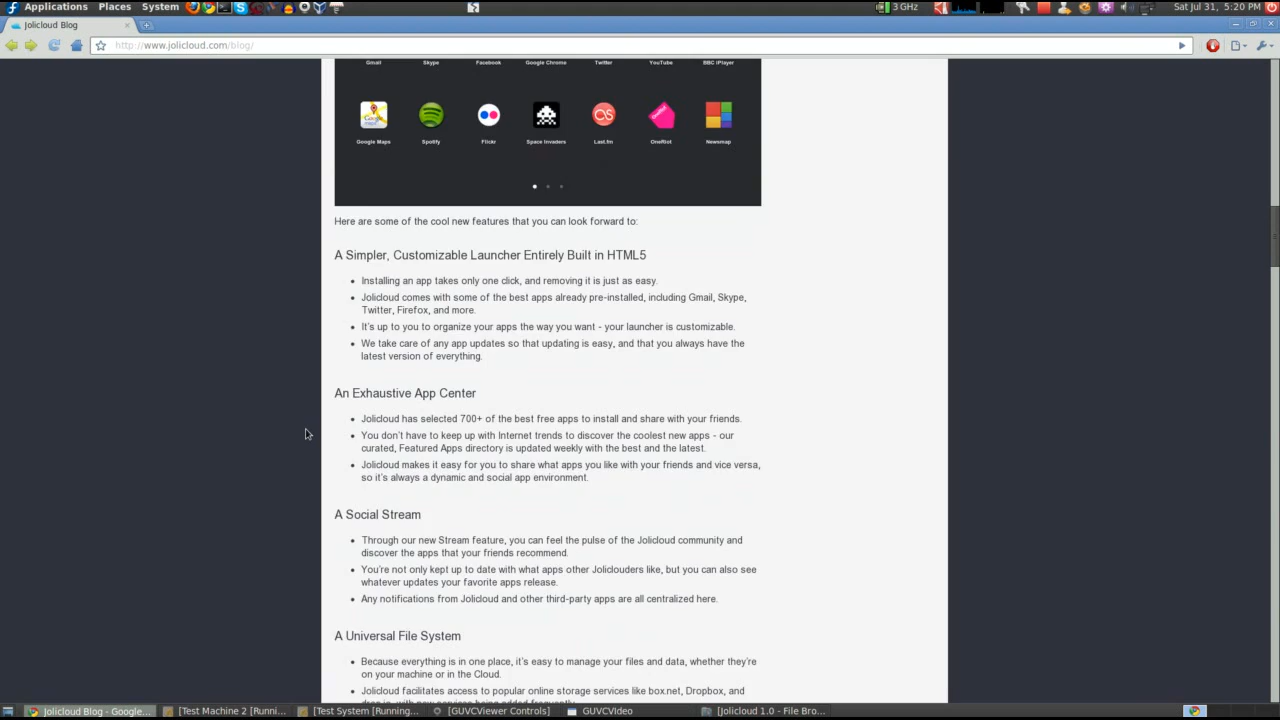 Applications Places System
3 GHz
Sat Jul 31, 5:20 PM
Jolicloud Blog
http://www.jolicloud.com/blog/
Gmail Skype Facebook Google Chrome Twitter YouTube BBC iPlayer
Google Maps Spotify Flickr Space Invaders Last.fm OneRiot Newsmap
Here are some of the cool new features that you can look forward to:
A Simpler, Customizable Launcher Entirely Built in HTML5
Installing an app takes only one click, and removing it is just as easy.
Jolicloud comes with some of the best apps already pre-installed, including Gmail, Skype,
Twitter, Firefox, and more.
It's up to you to organize your apps the way you want - your launcher is customizable.
We take care of any app updates so that updating is easy, and that you always have the
latest version of everything.
An Exhaustive App Center
Jolicloud has selected 700+ of the best free apps to install and share with your friends.
You don't have to keep up with Internet trends to discover the coolest new apps - our
curated, Featured Apps directory is updated weekly with the best and the latest.
Jolicloud makes it easy for you to share what apps you like with your friends and vice versa,
so it's always a dynamic and social app environment.
A Social Stream
Through our new Stream feature, you can feel the pulse of the Jolicloud community and
discover the apps that your friends recommend.
You're not only kept up to date with what apps other Joliclouders like, but you can also see
whatever updates your favorite apps release.
Any notifications from Jolicloud and other third-party apps are all centralized here.
A Universal File System
Because everything is in one place, it's easy to manage your files and data, whether they're
on your machine or in the Cloud.
Jolicloud facilitates access to popular online storage services like box.net, Dropbox, and
drop.io, with new services being added frequently.
Jolicloud Blog - Google... [Test Machine 2 [Runni... [Test System [Running... [GUVCViewer Controls] GUVCVideo [Jolicloud 1.0 - File Bro...